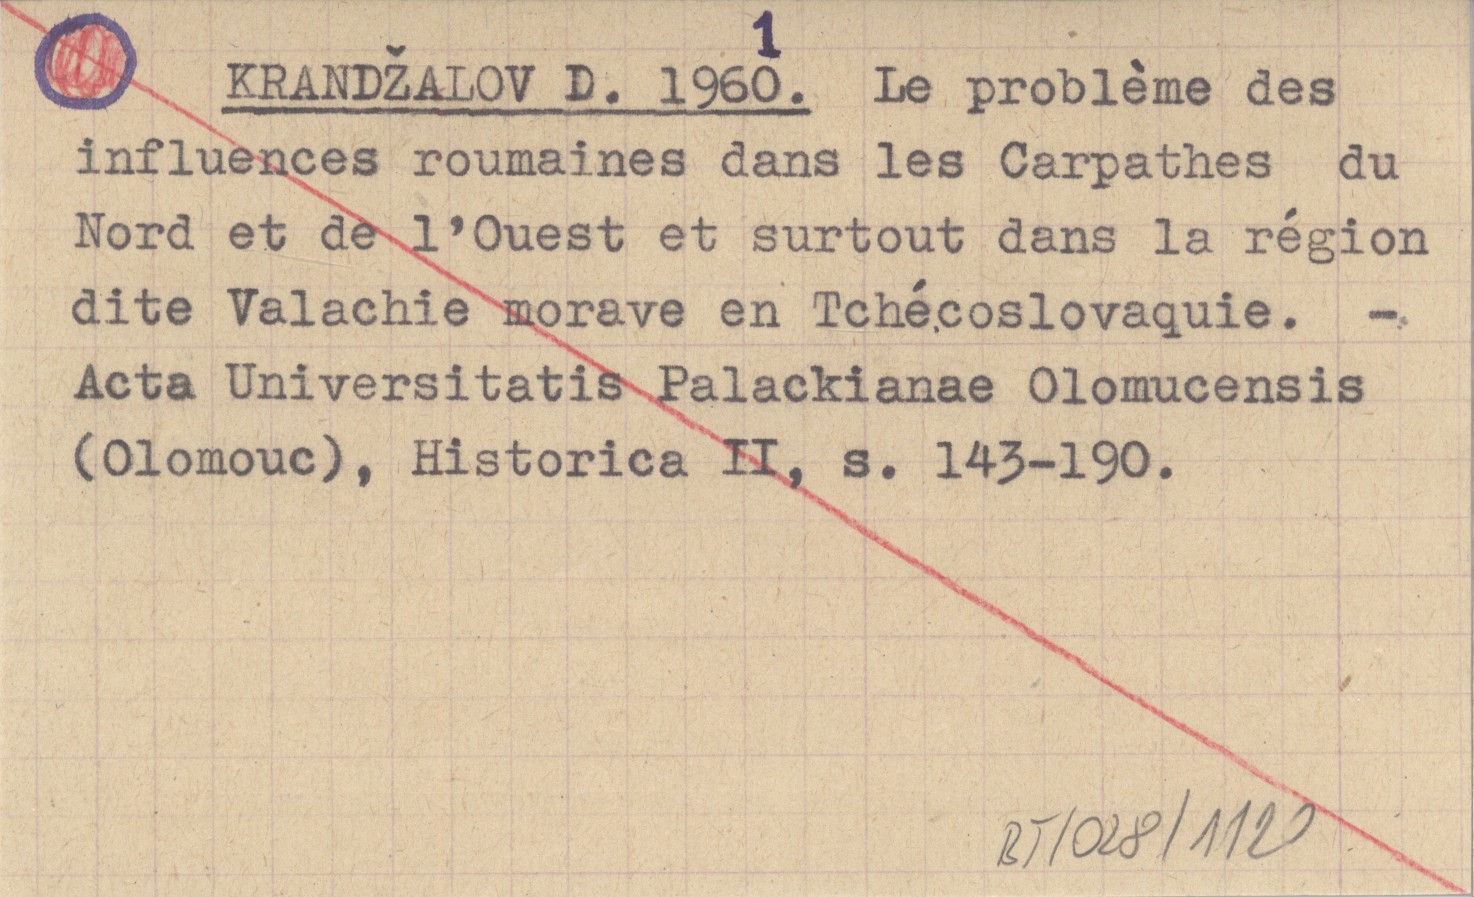 1
KRANDŽALOV D. 1960. Le problème des
influences roumaines dans les Carpathes du
Nord et de l'Ouest et surtout dans la région
dite Valachie morave en Tchécoslovaquie. -
Acta Universitatis Palackianae Olomucensis
(Olomouc), Historica II, s. 143-190.
BT/028/1120